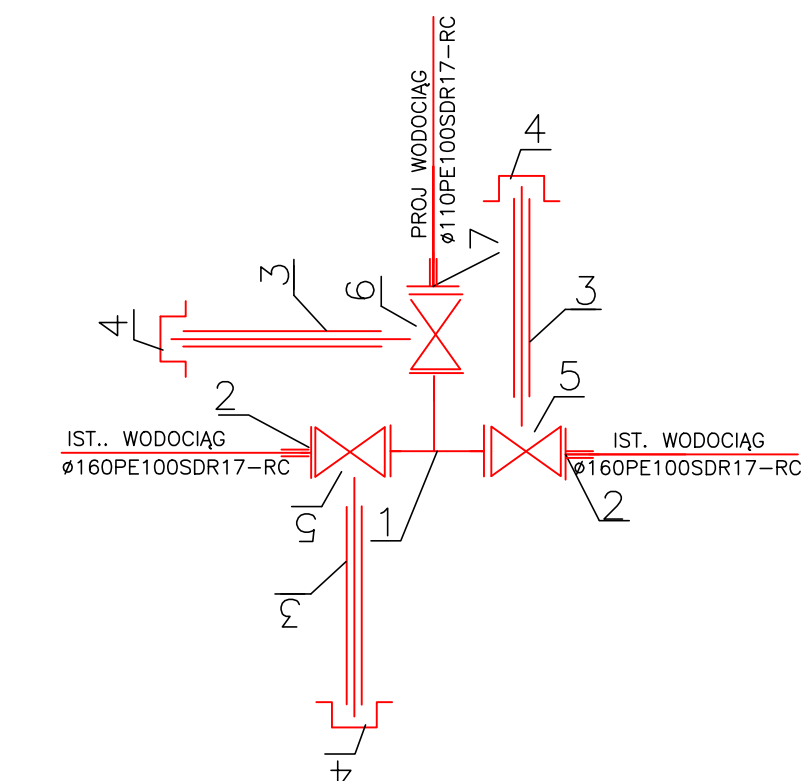 PROJ WODOCIĄG
ø110PE100SDR17-RC
4
7
3
3
6
4
5
2
IST.. WODOCIĄG
ø160PE100SDR17-RC
IST. WODOCIĄG
ø160PE100SDR17-RC
5
1
2
3
4